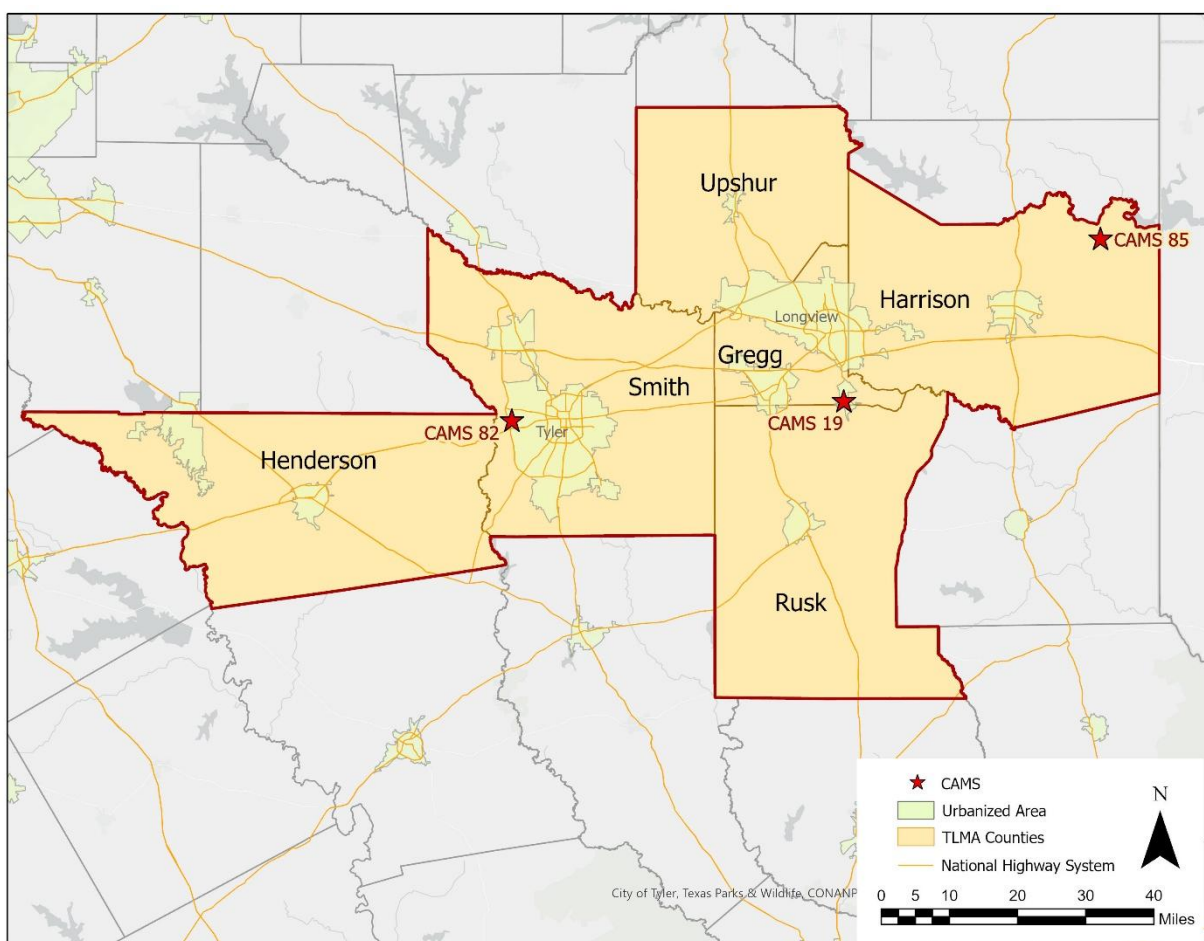 Upshur
CAMS 85
Harrison
Longview
Gregg
Smith
CAMS 19
CAMS 82
Tyler
Henderson
Rusk
CAMS
Urbanized Area
TLMA Counties
National Highway System
N
0 5 10 20 30 40
Miles
City of Tyler, Texas Parks & Wildlife, CONANP